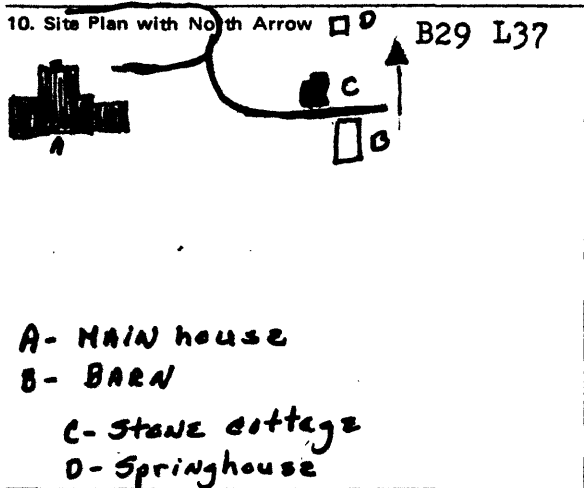 10. Site Plan with North Arrow D B29 L37
C
A
B
A- MAIN house
B- BARN
C- STONE cottage
D- Springhouse